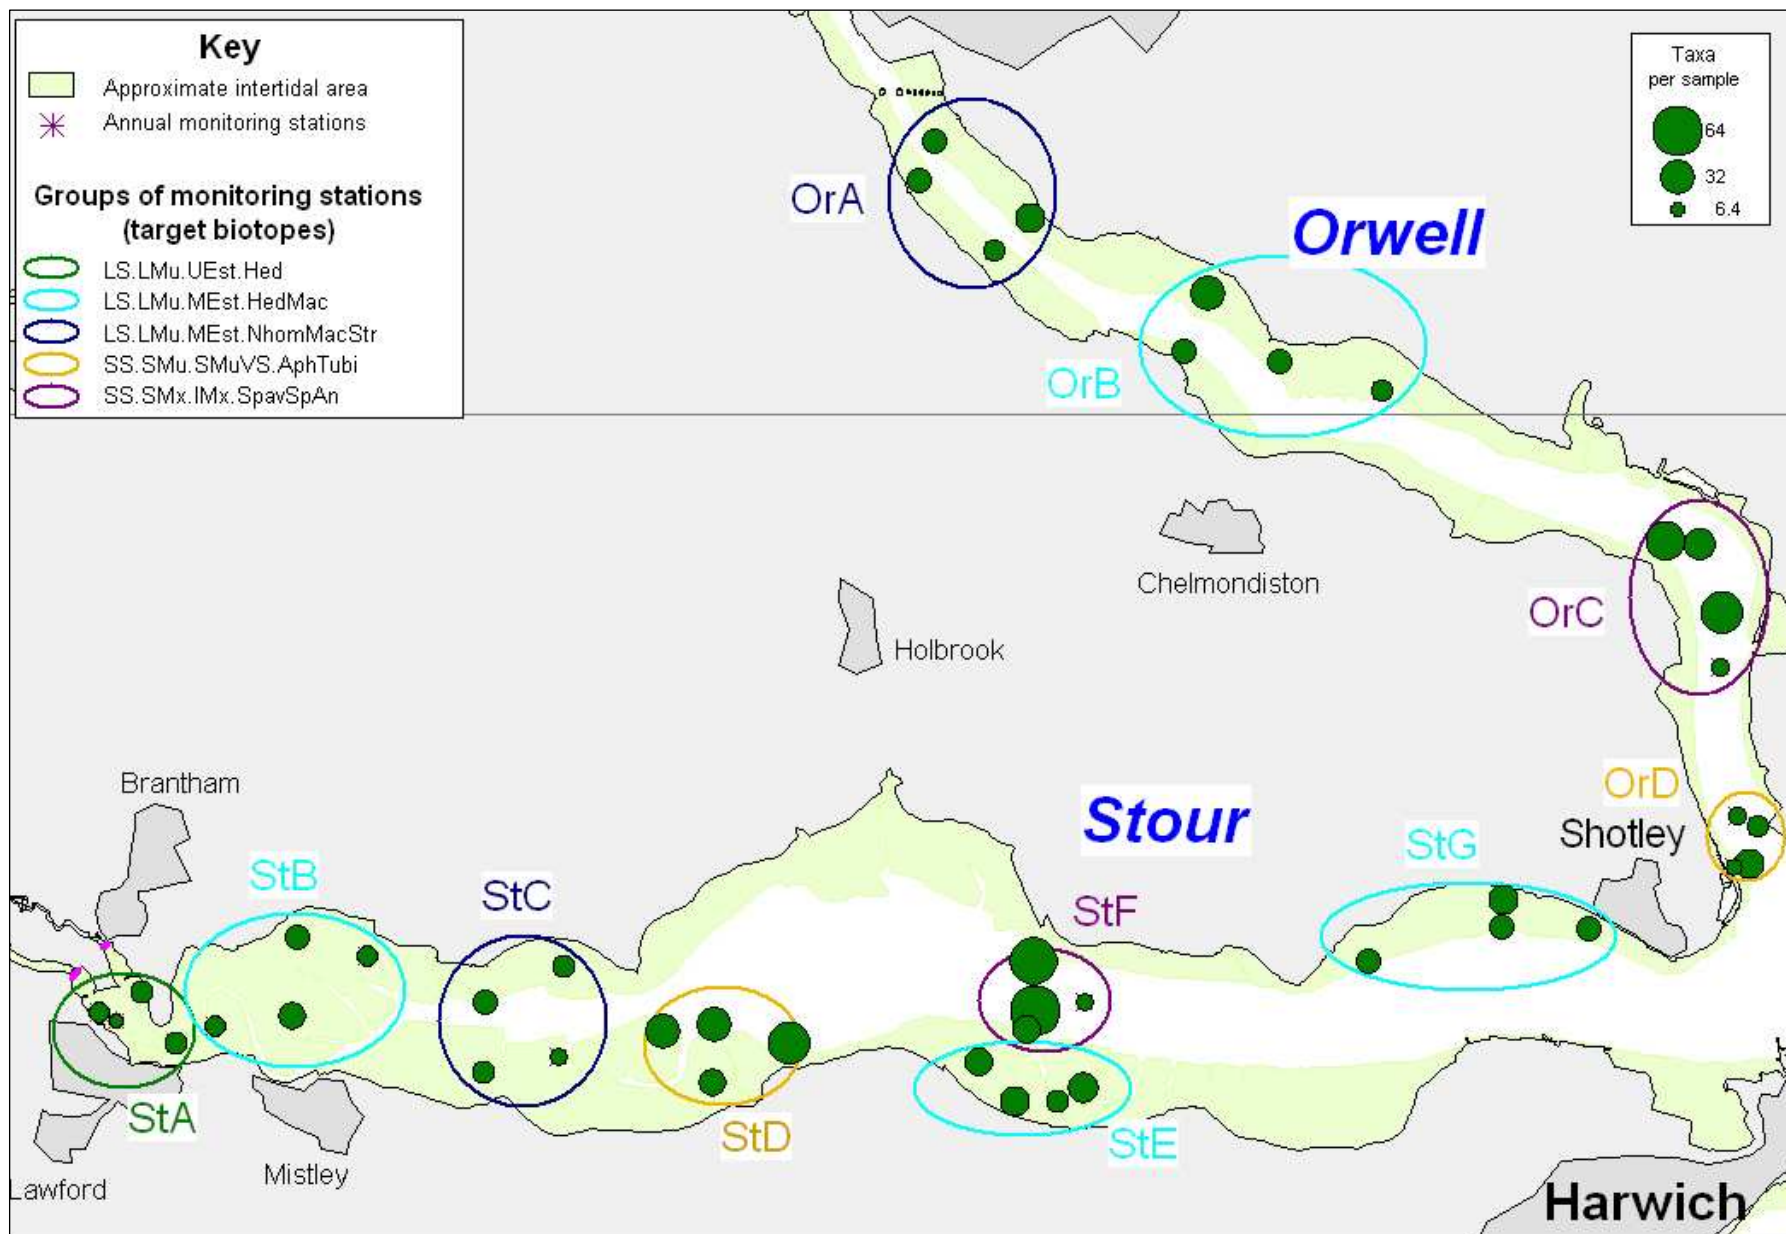 Key
Approximate intertidal area
Annual monitoring stations
Groups of monitoring stations
(target biotopes)
LS.LMu.UEst.Hed
LS.LMu.MEst.HedMac
LS.LMu.MEst.NhomMacStr
SS.SMu.SMuVS.AphTubi
SS.SMx.IMx.SpavSpAn
Taxa
per sample
64
32
6.4
OrA
Orwell
OrB
Chelmondiston
OrC
Holbrook
OrD
Shotley
Brantham
Stour
StG
StB
StC
StF
StA
StD
StE
Mistley
Lawford
Harwich